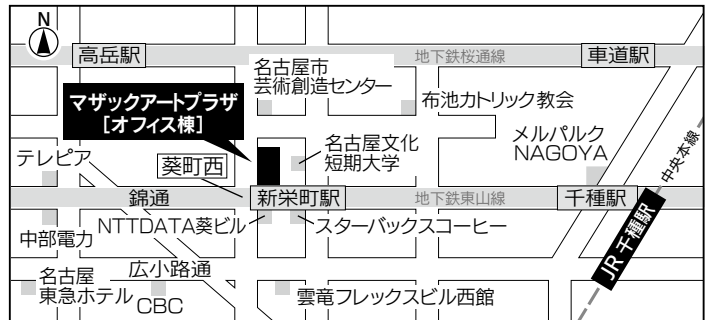 N
高岳駅
地下鉄桜通線
車道駅
名古屋市
芸術創造センター
マザックアートプラザ
[オフィス棟]
布池カトリック教会
メルパルク
NAGOYA
中央本線
名古屋文化
短期大学
テレピア
葵町西
錦通
新栄町駅
地下鉄東山線
千種駅
NTTDATA葵ビル
スターバックスコーヒー
中部電力
JR千種駅
広小路通
名古屋
東急ホテル
CBC
雲竜フレックスビル西館